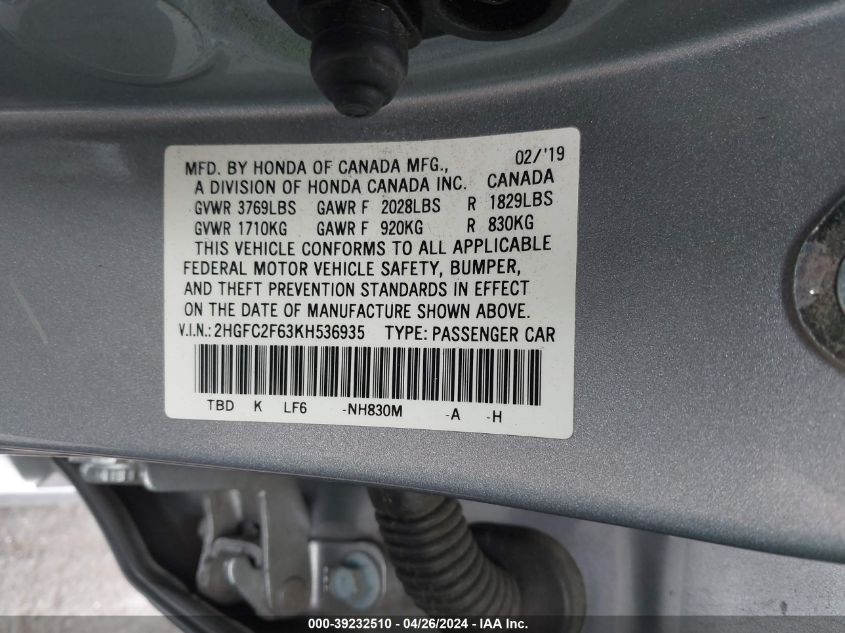 MFD. BY HONDA OF CANADA MFG., 02/'19
A DIVISION OF HONDA CANADA INC. CANADA
GVWR 3769LBS GAWR F 2028LBS R 1829LBS
GVWR 1710KG GAWR F 920KG R 830KG
THIS VEHICLE CONFORMS TO ALL APPLICABLE
FEDERAL MOTOR VEHICLE SAFETY, BUMPER,
AND THEFT PREVENTION STANDARDS IN EFFECT
ON THE DATE OF MANUFACTURE SHOWN ABOVE.
V.I.N.: 2HGFC2F63KH536935 TYPE: PASSENGER CAR
TBD K LF6 -NH830M -A -H
000-39232510 - 04/26/2024 - IAA Inc.